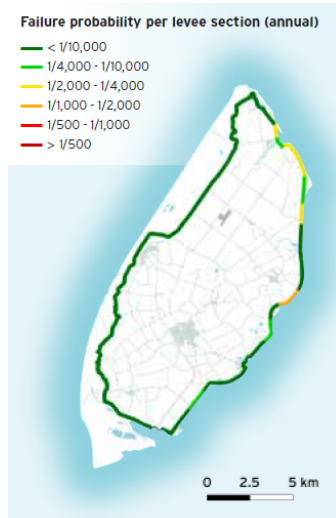 Failure probability per levee section (annual)
< 1/10,000
1/4,000 - 1/10,000
1/2,000 - 1/4,000
1/1,000 - 1/2,000
1/500 - 1/1,000
> 1/500
0 2.5 5 km